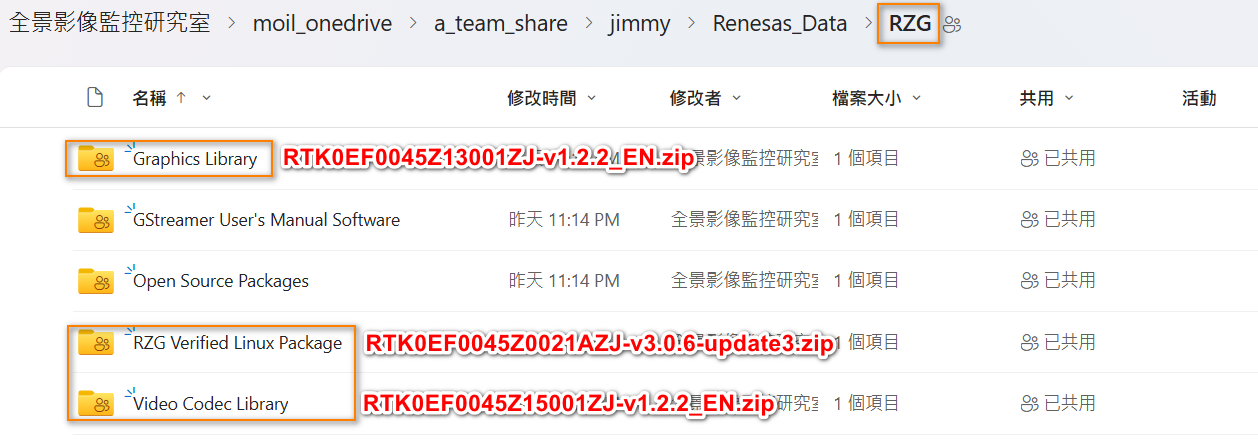 全景影像監控研究室 > moil_onedrive > a_team_share > jimmy > Renesas_Data > RZG
名稱 ↑ 修改時間 修改者 檔案大小 共用 活動
Graphics Library RTK0EF0045Z13001ZJ-v1.2.2_EN.zip 全景影像監控研究室 1 個項目 已共用
GStreamer User's Manual Software 昨天 11:14 PM 全景影像監控研究室 1 個項目 已共用
Open Source Packages 昨天 11:14 PM 全景影像監控研究室 1 個項目 已共用
RZG Verified Linux Package RTK0EF0045Z0021AZJ-v3.0.6-update3.zip 1 個項目 已共用
Video Codec Library RTK0EF0045Z15001ZJ-v1.2.2_EN.zip 1 個項目 已共用